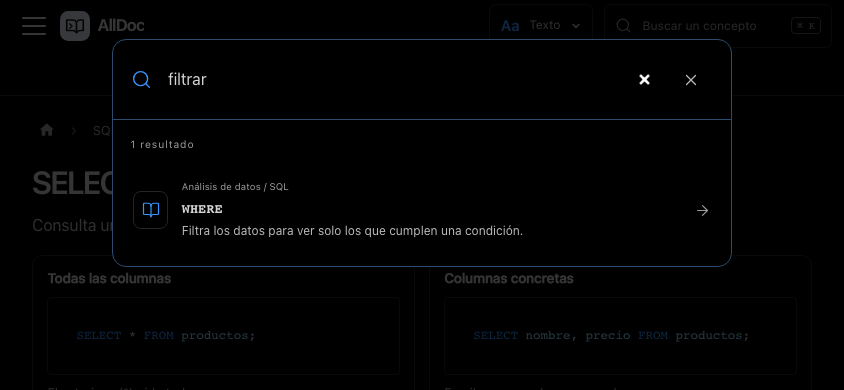 AllDoc
Aa Texto
Buscar un concepto
⌘ K
filtrar
1 resultado
Análisis de datos / SQL
WHERE
Filtra los datos para ver solo los que cumplen una condición.
Consulta
Todas las columnas
Columnas concretas
SELECT * FROM productos;
SELECT nombre, precio FROM productos;